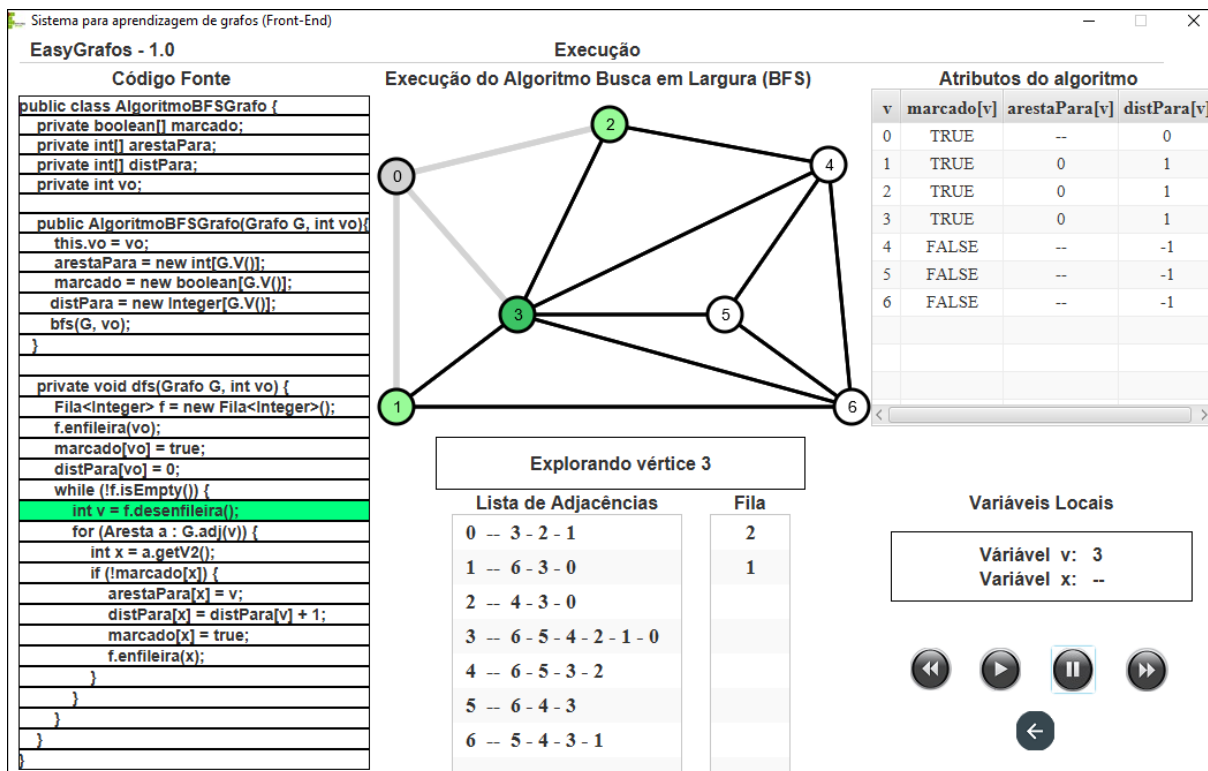 Sistema para aprendizagem de grafos (Front-End)
EasyGrafos - 1.0
Execução
Código Fonte
public class AlgoritmoBFSGrafo {
private boolean[] marcado;
private int[] arestaPara;
private int[] distPara;
private int vo;
public AlgoritmoBFSGrafo(Grafo G, int vo){
this.vo = vo;
arestaPara = new int[G.V()];
marcado = new boolean[G.V()];
distPara = new Integer[G.V()];
bfs(G, vo);
}
private void dfs(Grafo G, int vo) {
Fila<Integer> f = new Fila<Integer>();
f.enfileira(vo);
marcado[vo] = true;
distPara[vo] = 0;
while (!f.isEmpty()) {
int v = f.desenfileira();
for (Aresta a : G.adj(v)) {
int x = a.getV2();
if (!marcado[x]) {
arestaPara[x] = v;
distPara[x] = distPara[v] + 1;
marcado[x] = true;
f.enfileira(x);
}
}
}
}
}
Execução do Algoritmo Busca em Largura (BFS)
2
4
0
3
5
1
6
Explorando vértice 3
Lista de Adjacências
0 -- 3 - 2 - 1
1 -- 6 - 3 - 0
2 -- 4 - 3 - 0
3 -- 6 - 5 - 4 - 2 - 1 - 0
4 -- 6 - 5 - 3 - 2
5 -- 6 - 4 - 3
6 -- 5 - 4 - 3 - 1
Fila
2
1
Atributos do algoritmo
v marcado[v] arestaPara[v] distPara[v]
0 TRUE -- 0
1 TRUE 0 1
2 TRUE 0 1
3 TRUE 0 1
4 FALSE -- -1
5 FALSE -- -1
6 FALSE -- -1
Variáveis Locais
Váriável v: 3
Variável x: --